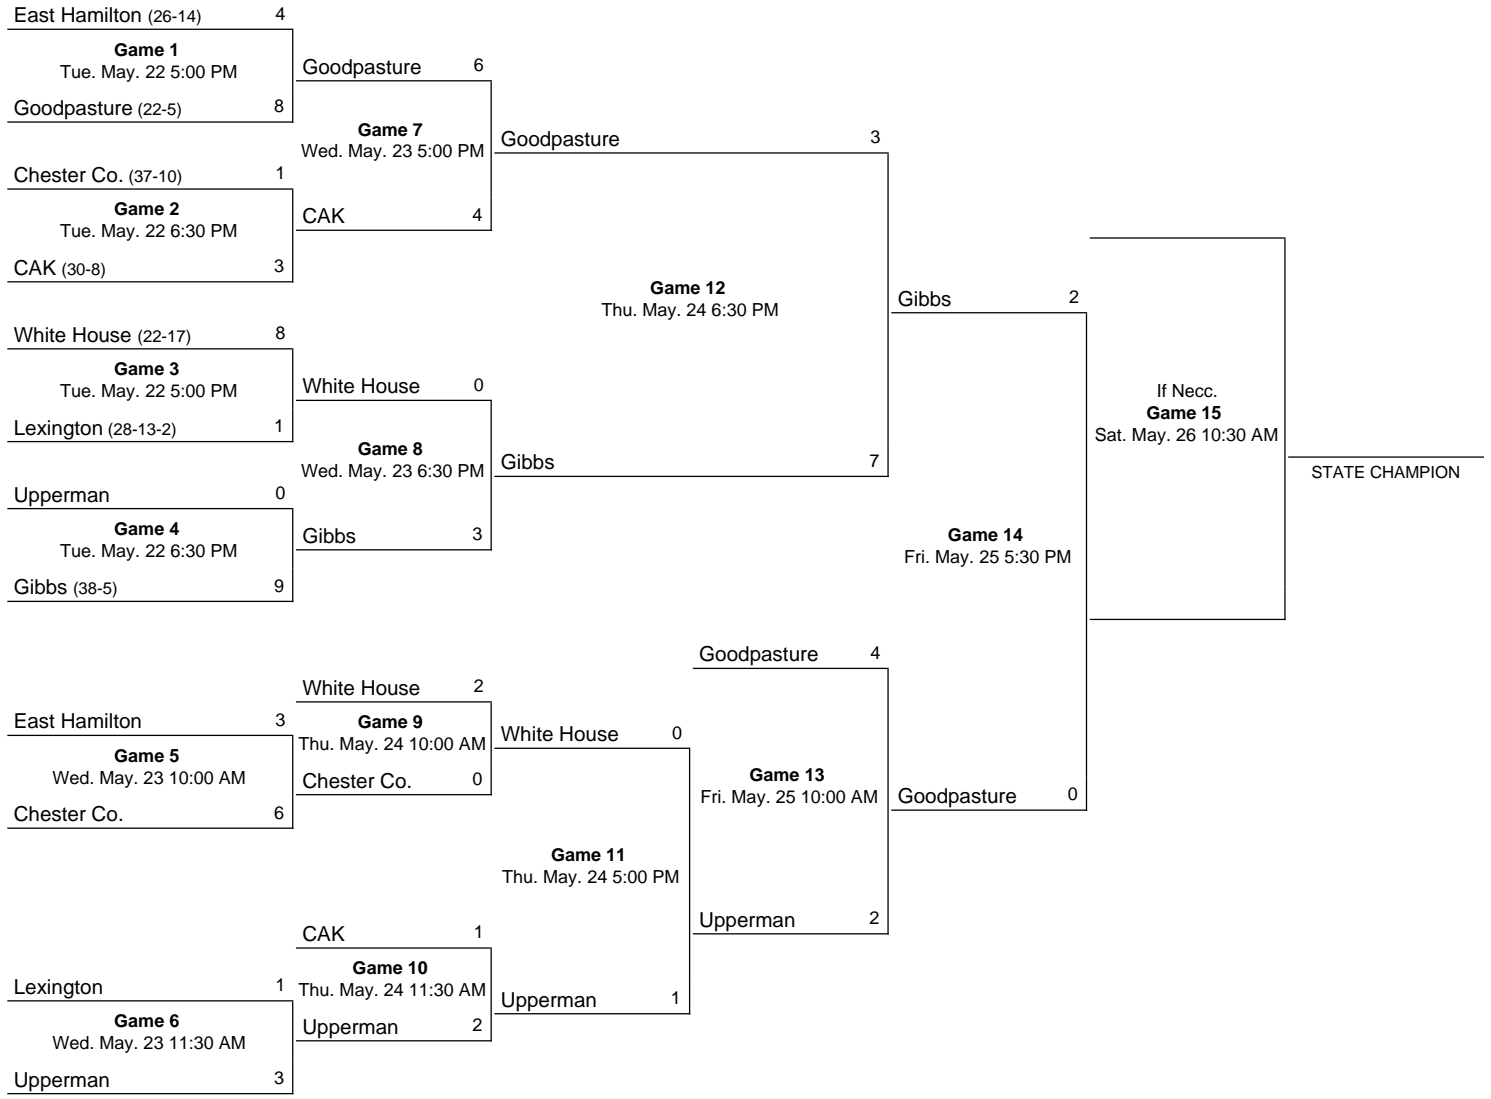 East Hamilton (26-14) 4
Game 1
Tue. May. 22 5:00 PM
Goodpasture (22-5) 8
Chester Co. (37-10) 1
Game 2
Tue. May. 22 6:30 PM
CAK (30-8) 3
White House (22-17) 8
Game 3
Tue. May. 22 5:00 PM
Lexington (28-13-2) 1
Upperman 0
Game 4
Tue. May. 22 6:30 PM
Gibbs (38-5) 9
East Hamilton 3
Game 5
Wed. May. 23 10:00 AM
Chester Co. 6
Lexington 1
Game 6
Wed. May. 23 11:30 AM
Upperman 3
Goodpasture 6
Game 7
Wed. May. 23 5:00 PM
CAK 4
White House 0
Game 8
Wed. May. 23 6:30 PM
Gibbs 3
White House 2
Game 9
Thu. May. 24 10:00 AM
Chester Co. 0
CAK 1
Game 10
Thu. May. 24 11:30 AM
Upperman 2
Goodpasture 3
Game 12
Thu. May. 24 6:30 PM
Gibbs 7
White House 0
Game 11
Thu. May. 24 5:00 PM
Upperman 1
Goodpasture 4
Game 13
Fri. May. 25 10:00 AM
Upperman 2
Gibbs 2
Game 14
Fri. May. 25 5:30 PM
Goodpasture 0
If Necc.
Game 15
Sat. May. 26 10:30 AM
STATE CHAMPION